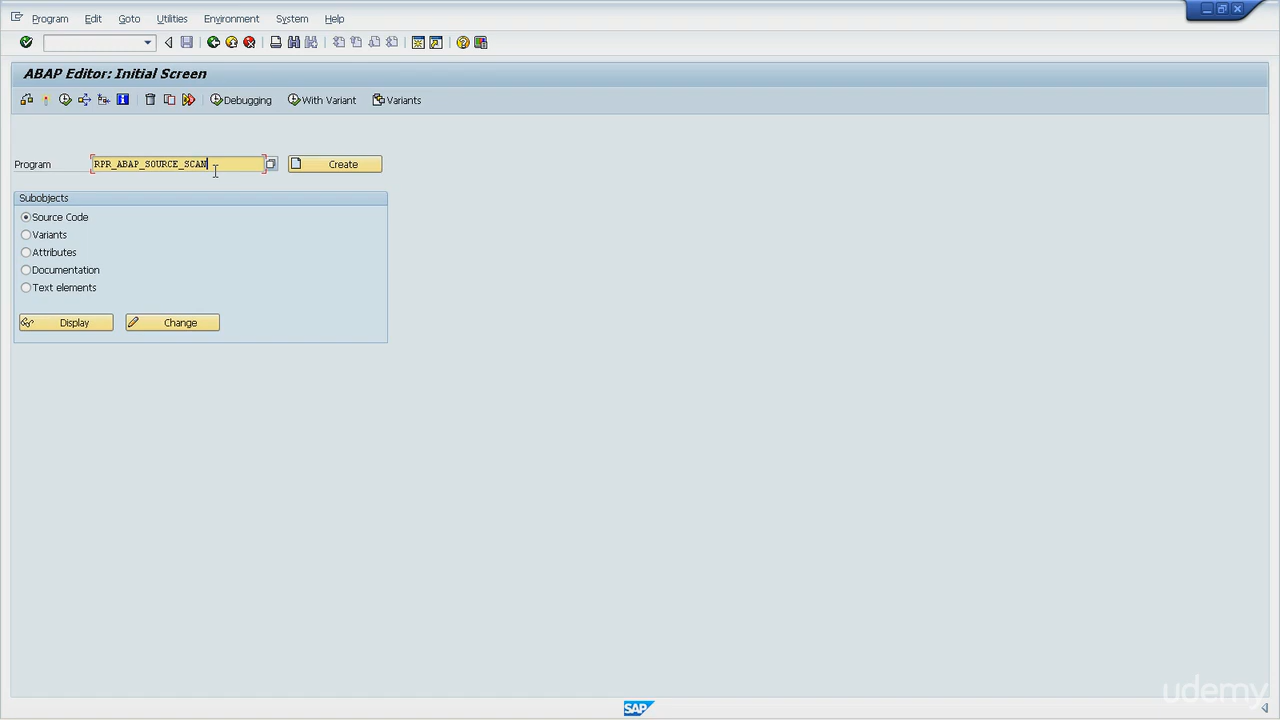 Program Edit Goto Utilities Environment System Help
ABAP Editor: Initial Screen
Debugging With Variant Variants
Program RPR_ABAP_SOURCE_SCAN Create
Subobjects
Source Code
Variants
Attributes
Documentation
Text elements
Display Change
SAP
udemy